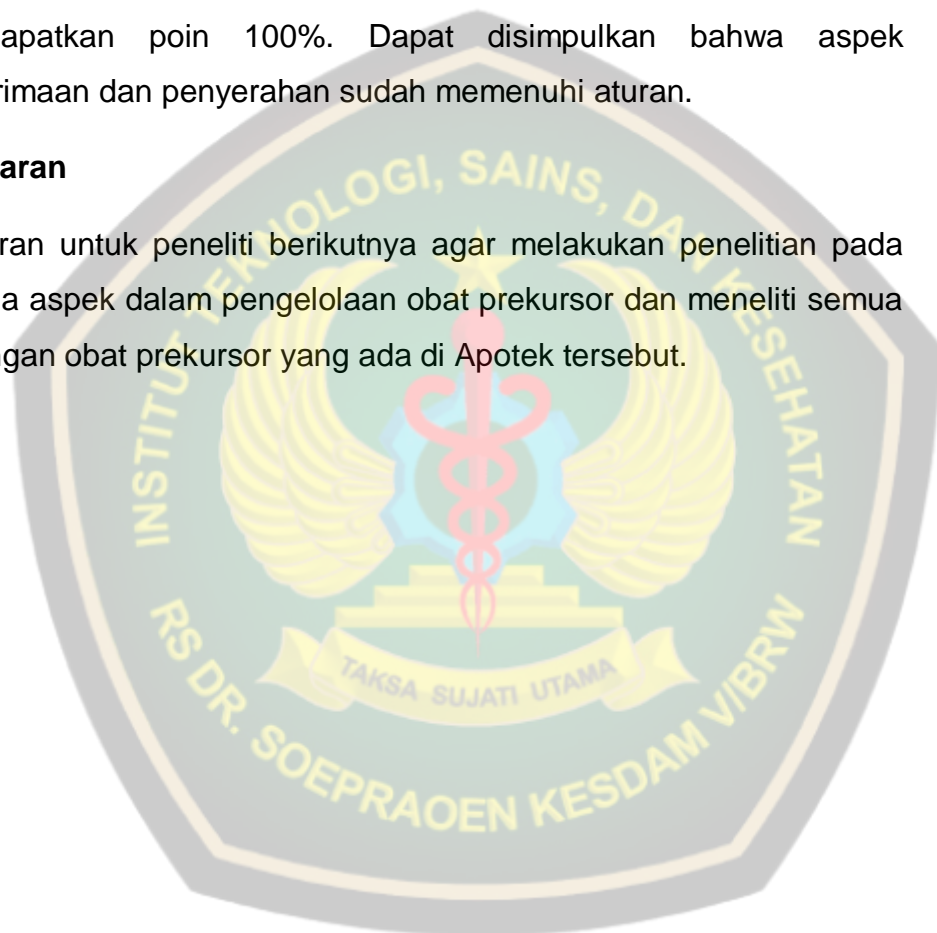 apatkan poin 100%. Dapat disimpulkan bahwa aspek
rimaan dan penyerahan sudah memenuhi aturan.
aran
ran untuk peneliti berikutnya agar melakukan penelitian pada
a aspek dalam pengelolaan obat prekursor dan meneliti semua
ngan obat prekursor yang ada di Apotek tersebut.
INSTITUT TEKNOLOGI, SAINS, DAN KESEHATAN
TAKSA SUJATI UTAMA
RS DR. SOEPRAOEN KESDAM V/BRW